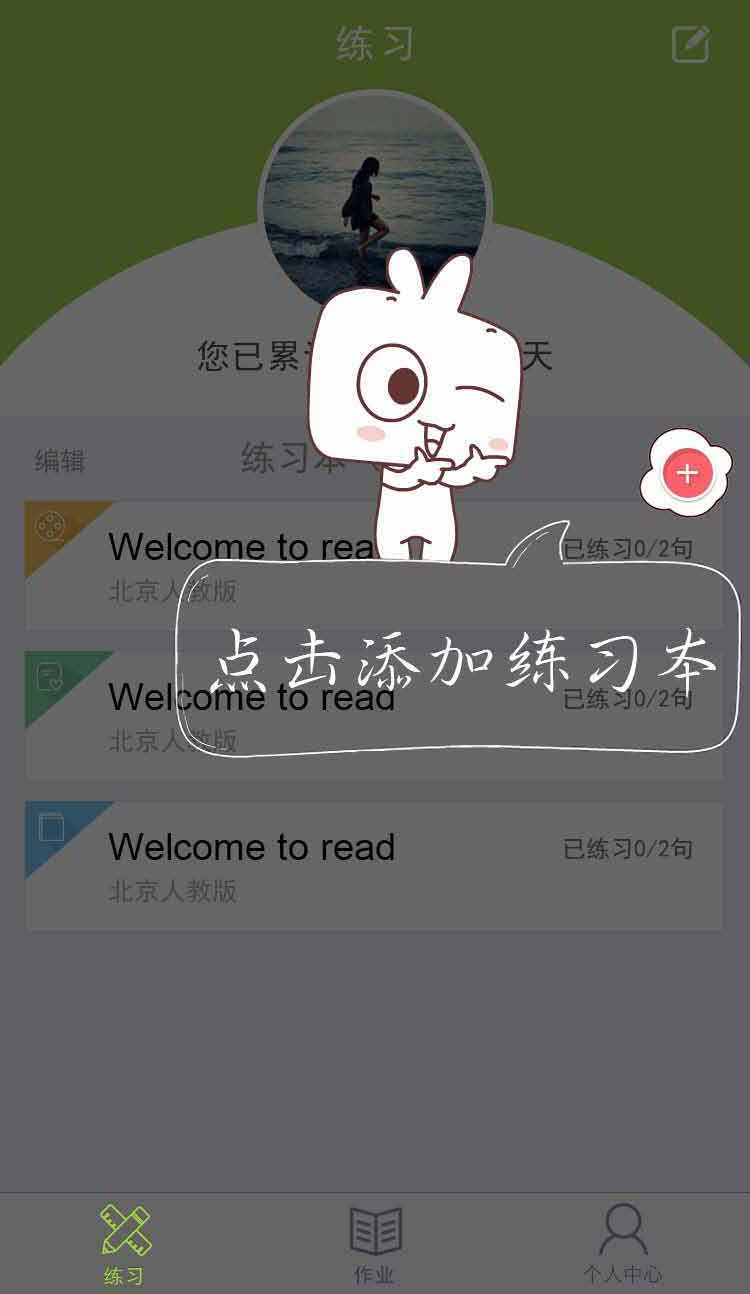 练习
您已累 天
编辑
练习本
Welcome to rea
已练习0/2句
北京人教版
点击添加练习本
Welcome to read
已练习0/2句
北京人教版
Welcome to read
已练习0/2句
北京人教版
练习
作业
个人中心